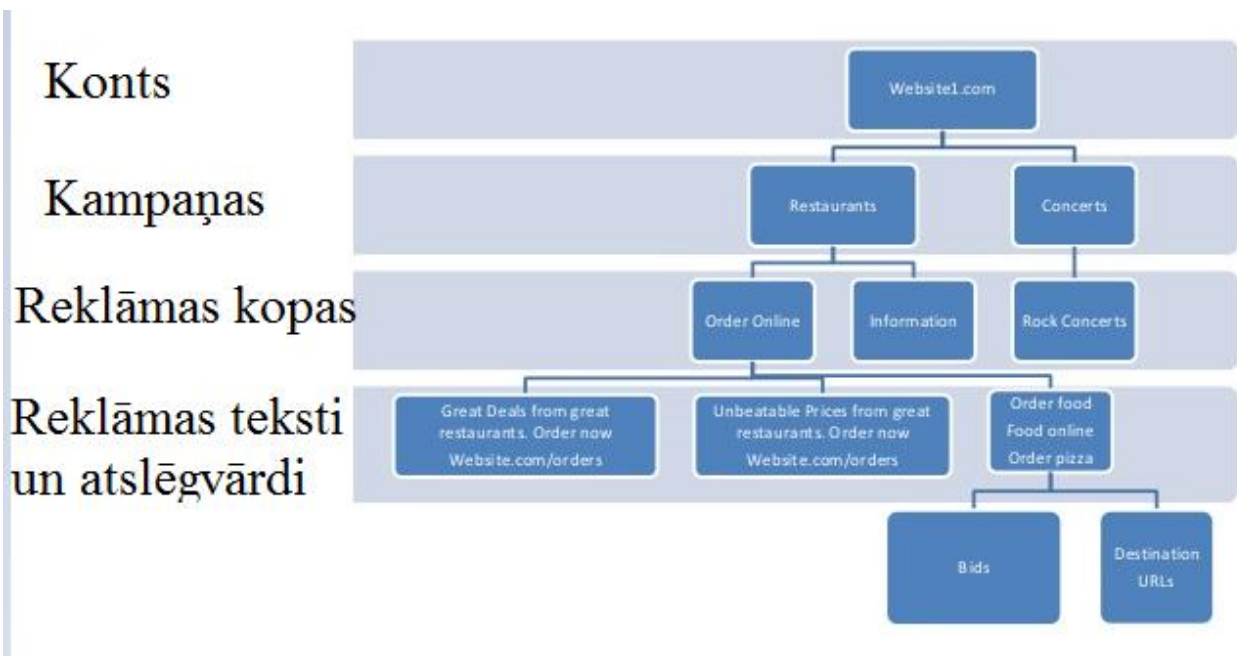 Konts
Website1.com
Kampaņas
Restaurants
Concerts
Reklāmas kopas
Order Online
Information
Rock Concerts
Reklāmas teksti
un atslēgvārdi
Great Deals from great
restaurants. Order now
Website.com/orders
Unbeatable Prices from great
restaurants. Order now
Website.com/orders
Order food
Food online
Order pizza
Bids
Destination
URLs